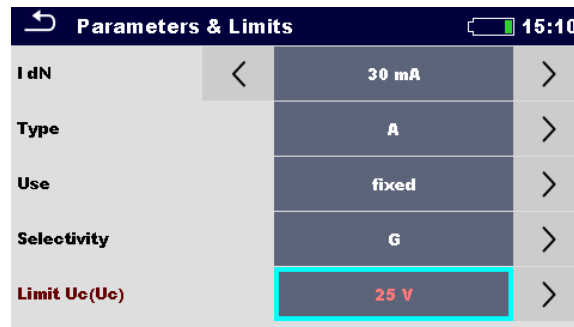 Parameters & Limits 15:10
I dN 30 mA
Type A
Use fixed
Selectivity G
Limit Uc(Uc) 25 V